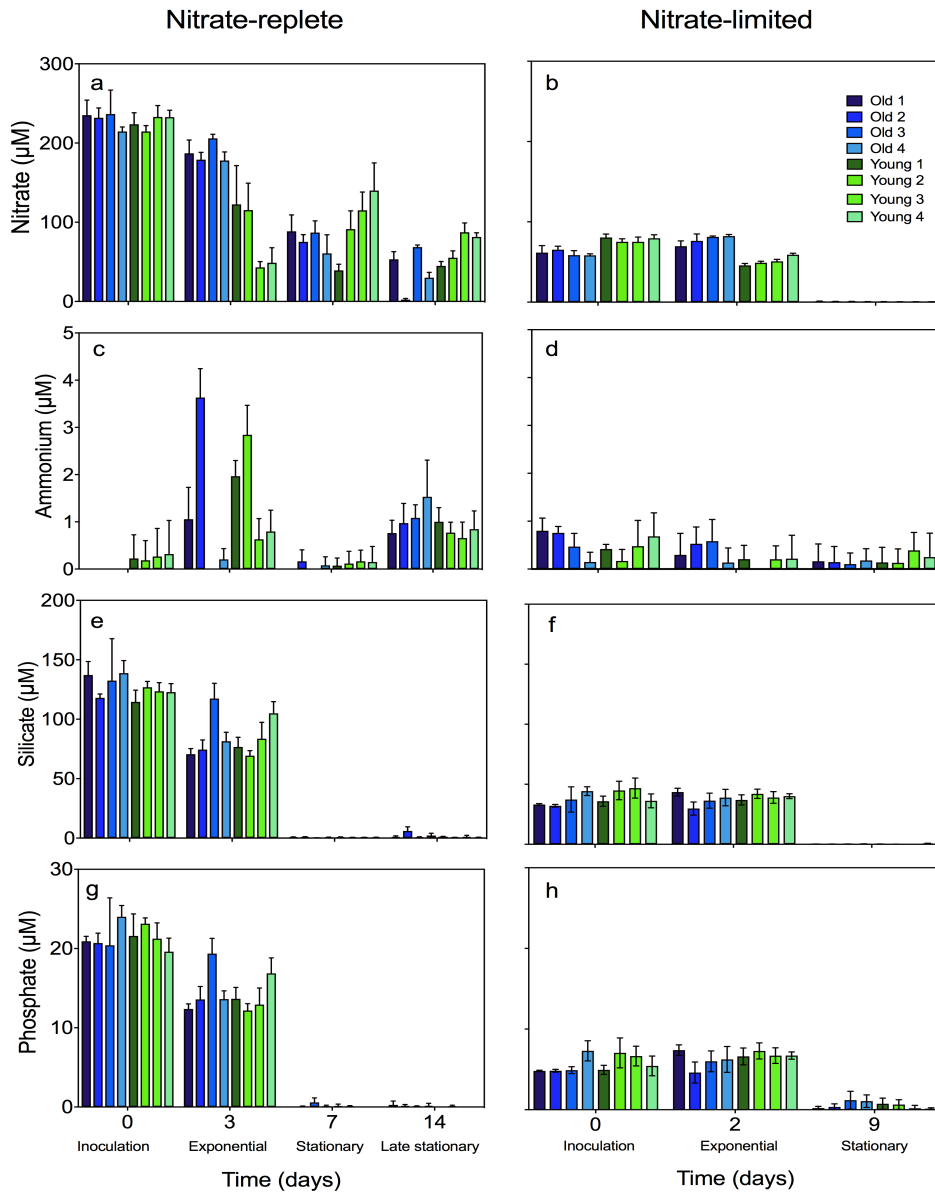 Nitrate-replete
Nitrate-limited
a
b
300
200
100
0
Nitrate (µM)
Old 1
Old 2
Old 3
Old 4
Young 1
Young 2
Young 3
Young 4
c
d
5
4
3
2
1
0
Ammonium (µM)
e
f
200
150
100
50
0
Silicate (µM)
g
h
30
20
10
0
Phosphate (µM)
0 3 7 14
Inoculation Exponential Stationary Late stationary
Time (days)
0 2 9
Inoculation Exponential Stationary
Time (days)